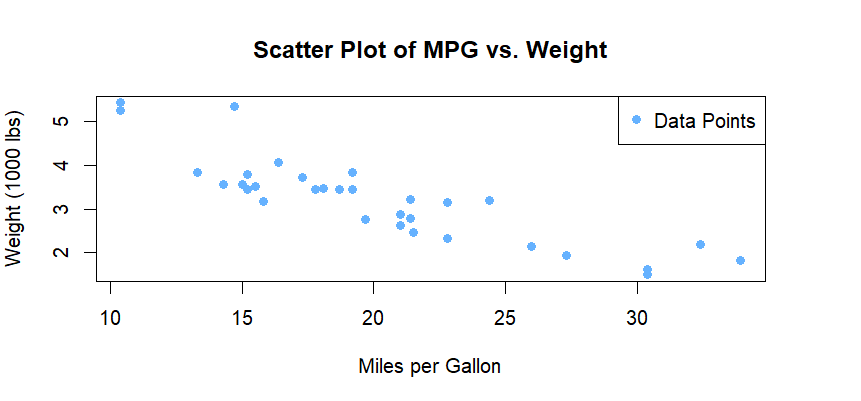 Scatter Plot of MPG vs. Weight
Data Points
Weight (1000 lbs)
5
4
3
2
10 15 20 25 30
Miles per Gallon